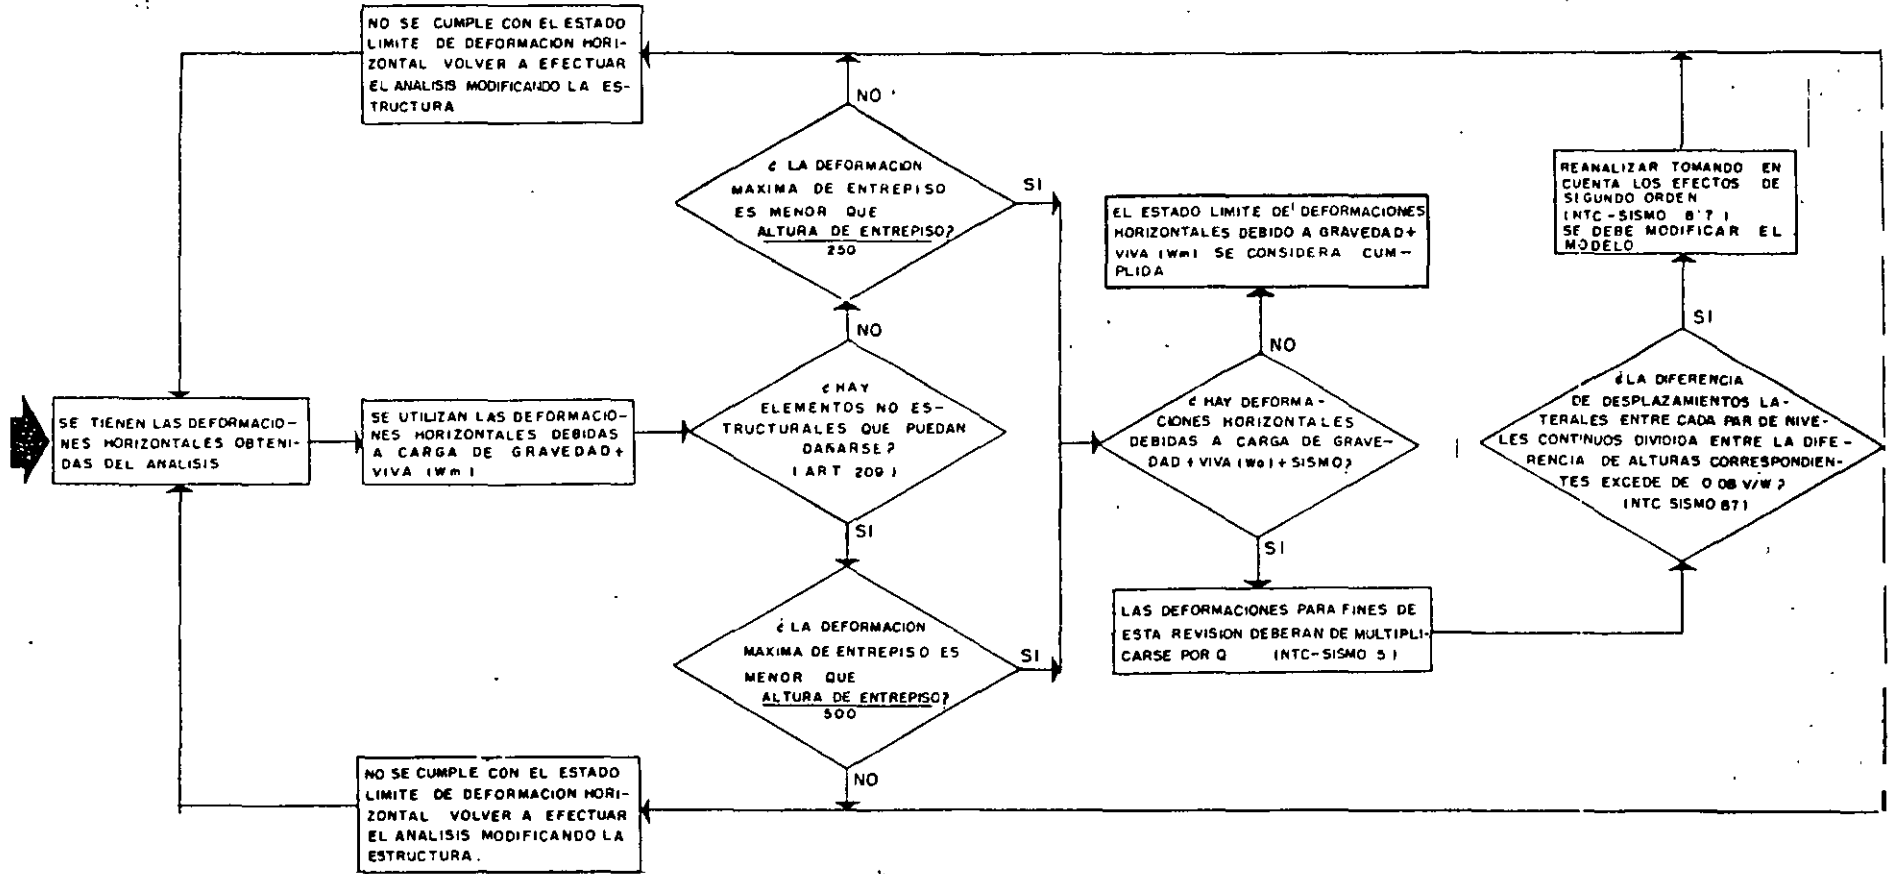 NO SE CUMPLE CON EL ESTADO
LIMITE DE DEFORMACION HORI-
ZONTAL VOLVER A EFECTUAR
EL ANALISIS MODIFICANDO LA ES-
TRUCTURA
NO
¿ LA DEFORMACION
MAXIMA DE ENTREPISO
ES MENOR QUE
ALTURA DE ENTREPISO?
250
SI
NO
EL ESTADO LIMITE DE DEFORMACIONES
HORIZONTALES DEBIDO A GRAVEDAD+
VIVA (Wm) SE CONSIDERA CUM-
PLIDA
NO
REANALIZAR TOMANDO EN
CUENTA LOS EFECTOS DE
SEGUNDO ORDEN
(NTC-SISMO 8'7)
SE DEBE MODIFICAR EL
MODELO
SI
SE TIENEN LAS DEFORMACIO-
NES HORIZONTALES OBTENI-
DAS DEL ANALISIS
SE UTILIZAN LAS DEFORMACIO-
NES HORIZONTALES DEBIDAS
A CARGA DE GRAVEDAD+
VIVA (Wm)
¿ HAY
ELEMENTOS NO ES-
TRUCTURALES QUE PUEDAN
DAÑARSE?
( ART 209 )
SI
¿ HAY DEFORMA-
CIONES HORIZONTALES
DEBIDAS A CARGA DE GRAVE-
DAD + VIVA (Wa) + SISMO?
SI
¿LA DIFERENCIA
DE DESPLAZAMIENTOS LA-
TERALES ENTRE CADA PAR DE NIVE-
LES CONTINUOS DIVIDIDA ENTRE LA DIFE-
RENCIA DE ALTURAS CORRESPONDIEN-
TES EXCEDE DE 0 08 V/W ?
(NTC SISMO 87)
LAS DEFORMACIONES PARA FINES DE
ESTA REVISION DEBERAN DE MULTIPLI-
CARSE POR Q (NTC-SISMO 5)
¿ LA DEFORMACION
MAXIMA DE ENTREPISO ES
MENOR QUE
ALTURA DE ENTREPISO?
500
SI
NO
NO SE CUMPLE CON EL ESTADO
LIMITE DE DEFORMACION HORI-
ZONTAL VOLVER A EFECTUAR
EL ANALISIS MODIFICANDO LA
ESTRUCTURA.